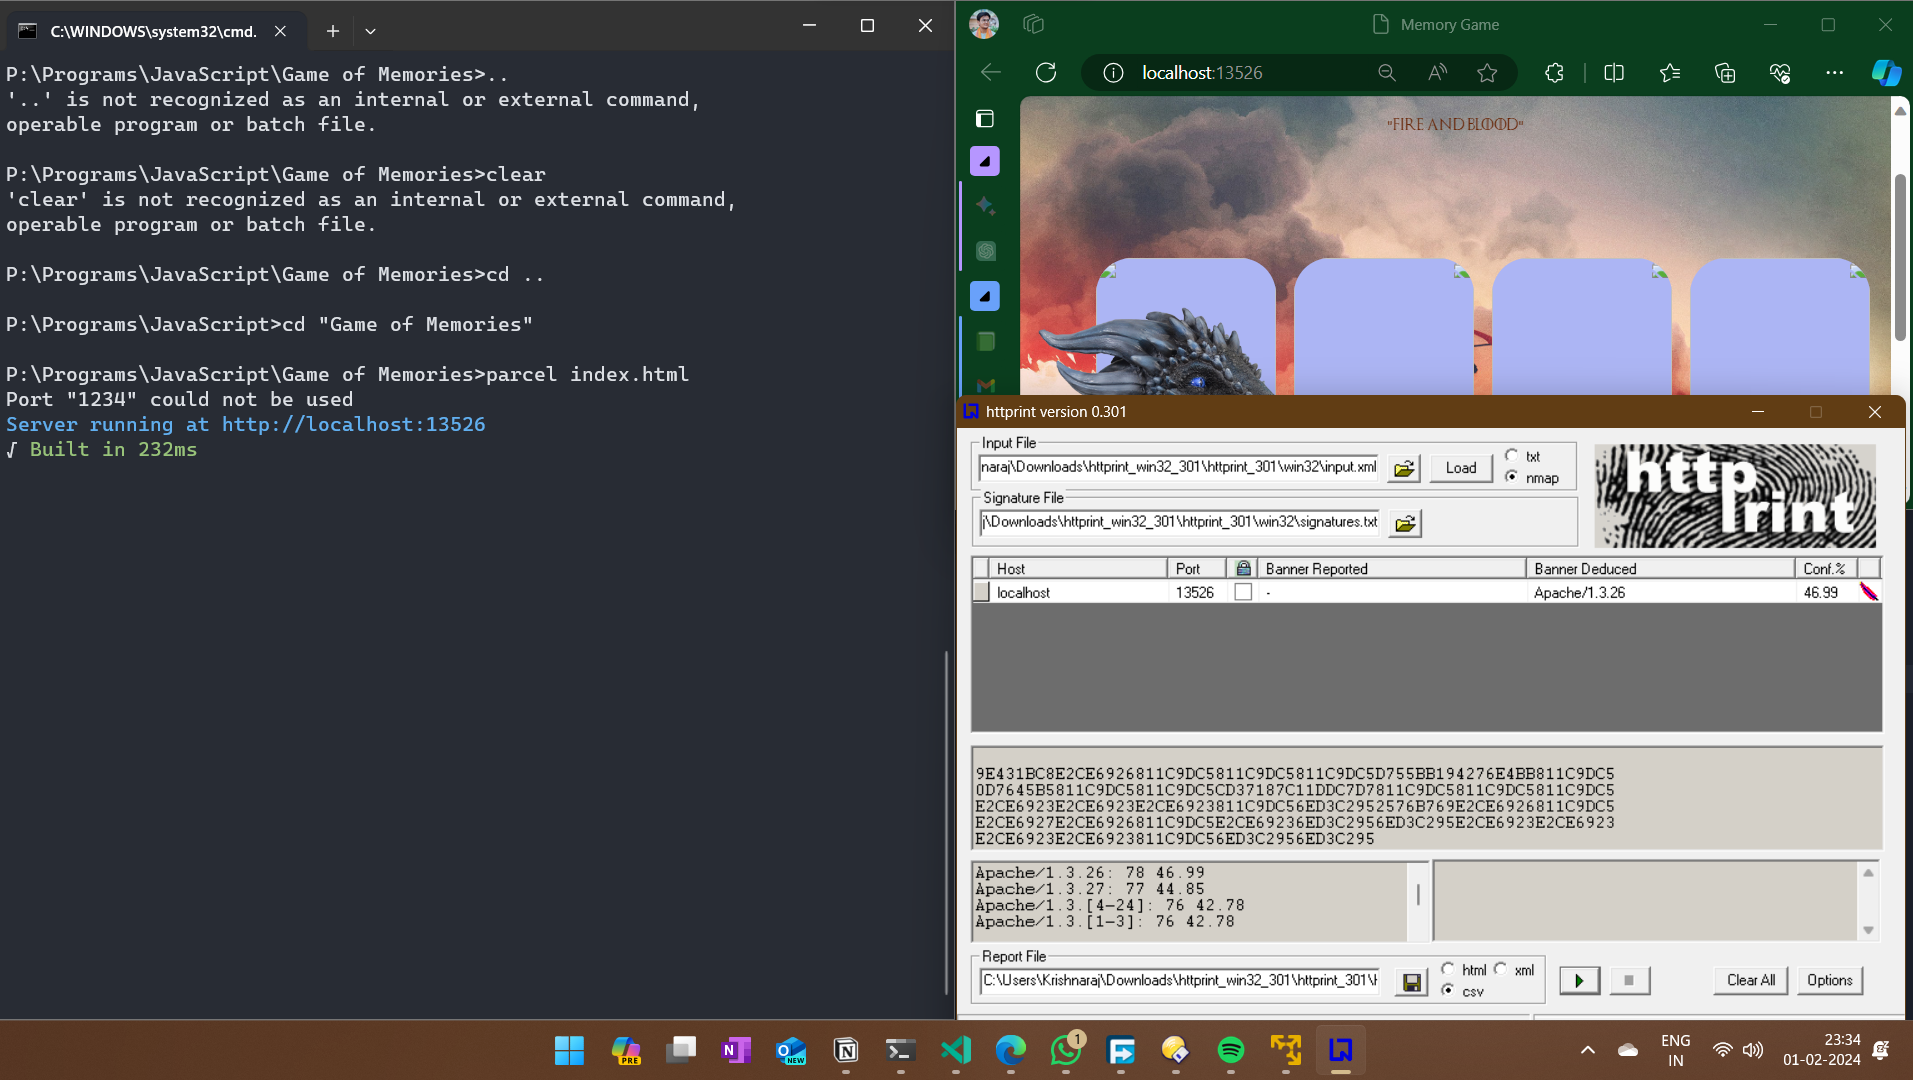 C:\WINDOWS\system32\cmd.
P:\Programs\JavaScript\Game of Memories>..
'..' is not recognized as an internal or external command,
operable program or batch file.
P:\Programs\JavaScript\Game of Memories>clear
'clear' is not recognized as an internal or external command,
operable program or batch file.
P:\Programs\JavaScript\Game of Memories>cd ..
P:\Programs\JavaScript>cd "Game of Memories"
P:\Programs\JavaScript\Game of Memories>parcel index.html
Port "1234" could not be used
Server running at http://localhost:13526
√ Built in 232ms
Memory Game
localhost:13526
"FIRE AND BLOOD"
httprint version 0.301
Input File
naraj\Downloads\httprint_win32_301\httprint_301\win32\input.xml
Load
txt
nmap
Signature File
j\Downloads\httprint_win32_301\httprint_301\win32\signatures.txt
http
print
Host Port Banner Reported Banner Deduced Conf.%
localhost 13526 - Apache/1.3.26 46.99
9E431BC8E2CE6926811C9DC5811C9DC5811C9DC5D755BB194276E4BB811C9DC5
0D7645B5811C9DC5811C9DC5CD37187C11DDC7D7811C9DC5811C9DC5811C9DC5
E2CE6923E2CE6923E2CE6923811C9DC56ED3C2952576B769E2CE6926811C9DC5
E2CE6927E2CE6926811C9DC5E2CE69236ED3C2956ED3C295E2CE6923E2CE6923
E2CE6923E2CE6923811C9DC56ED3C2956ED3C295
Apache/1.3.26: 78 46.99
Apache/1.3.27: 77 44.85
Apache/1.3.[4-24]: 76 42.78
Apache/1.3.[1-3]: 76 42.78
Report File
C:\Users\Krishnaraj\Downloads\httprint_win32_301\httprint_301\
html
xml
csv
Clear All
Options
PRE
N
NEW
1
ENG
IN
23:34
01-02-2024